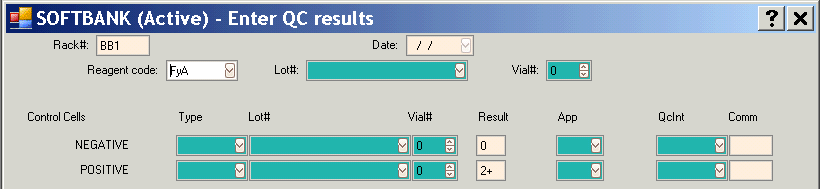 SOFTBANK (Active) - Enter QC results ? X
Rack#: BB1 Date: / /
Reagent code: FyA Lot#: Vial#: 0
Control Cells Type Lot# Vial# Result App QcInt Comm
NEGATIVE 0 0
POSITIVE 0 2+